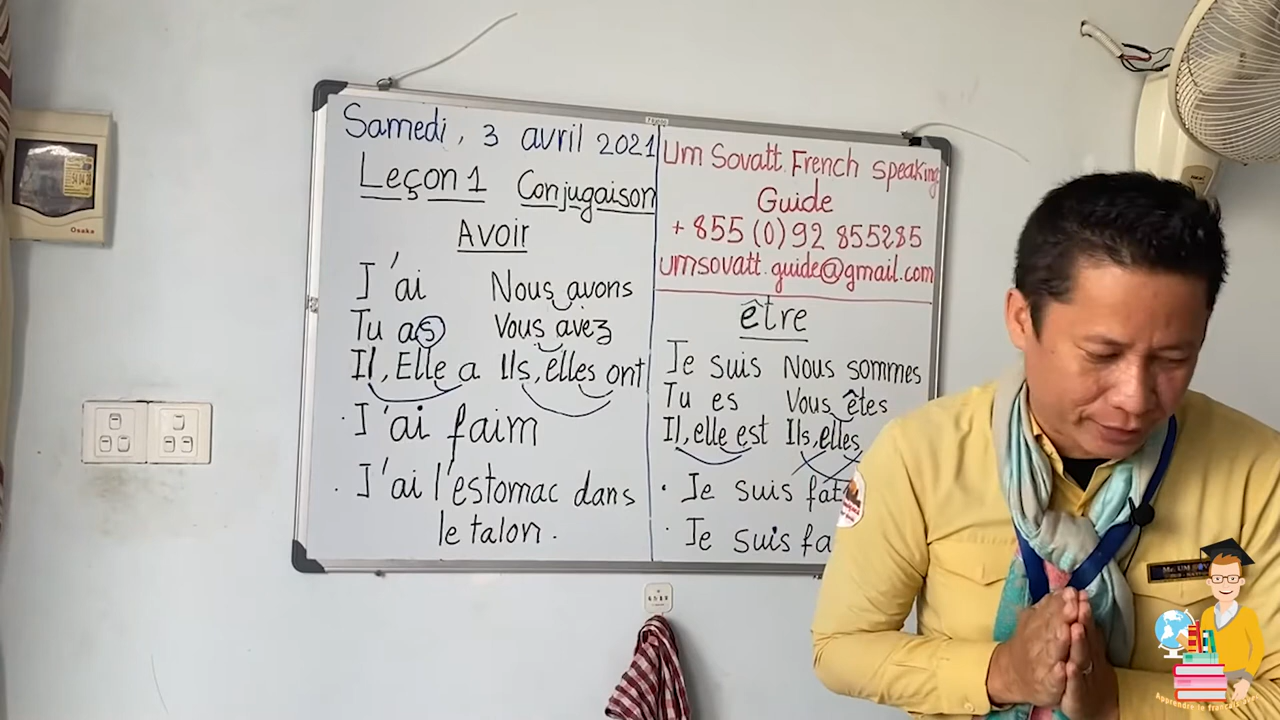 Samedi, 3 avril 2021
Leçon 1 Conjugaison
Avoir
J'ai Nous avons
Tu as Vous avez
Il, Elle a Ils, elles ont
· J'ai faim
· J'ai l'estomac dans
le talon.
Um Sovatt. French speaking
Guide
+855 (0)92 855285
umsovatt.guide@gmail.com
être
Je suis Nous sommes
Tu es Vous êtes
Il, elle est Ils, elles
· Je suis
· Je suis
Osaka
Mr. UM